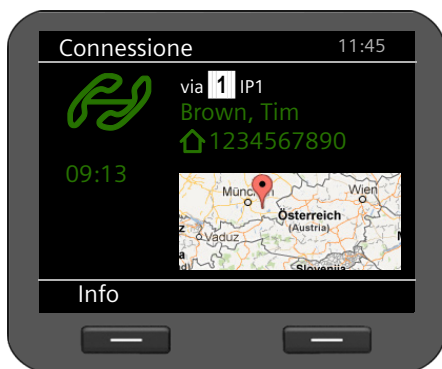 Connessione 11:45
via 1 IP1
Brown, Tim
1234567890
09:13
München Wien
Österreich
(Austria)
Vaduz
Slovenija
Info